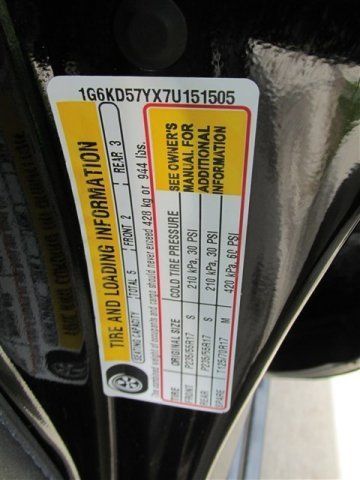 1G6KD57YX7U151505
TIRE AND LOADING INFORMATION
SEATING CAPACITY TOTAL 5 FRONT 2 REAR 3
The combined weight of occupants and cargo should never exceed 428 kg or 944 lbs.
TIRE ORIGINAL SIZE COLD TIRE PRESSURE
FRONT P235/55R17 S 210 kPa, 30 PSI
REAR P235/55R17 S 210 kPa, 30 PSI
SPARE T125/70R17 M 420 kPa, 60 PSI
SEE OWNER'S
MANUAL FOR
ADDITIONAL
INFORMATION